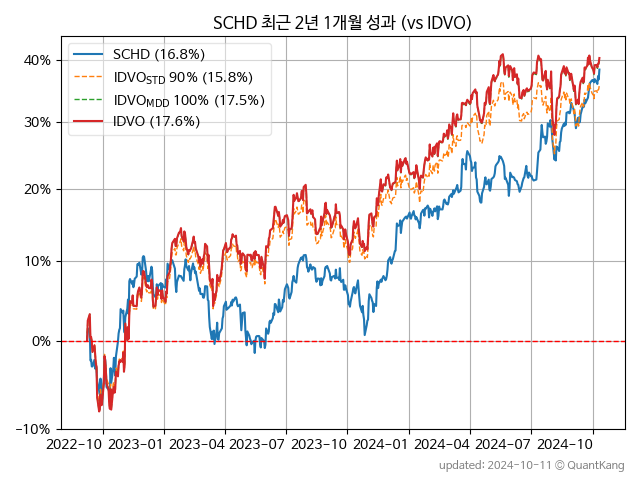 SCHD 최근 2년 1개월 성과 (vs IDVO)
SCHD (16.8%)
IDVOSTD 90% (15.8%)
IDVOMDD 100% (17.5%)
IDVO (17.6%)
40%
30%
20%
10%
0%
-10%
2022-10 2023-01 2023-04 2023-07 2023-10 2024-01 2024-04 2024-07 2024-10
updated: 2024-10-11 © QuantKang